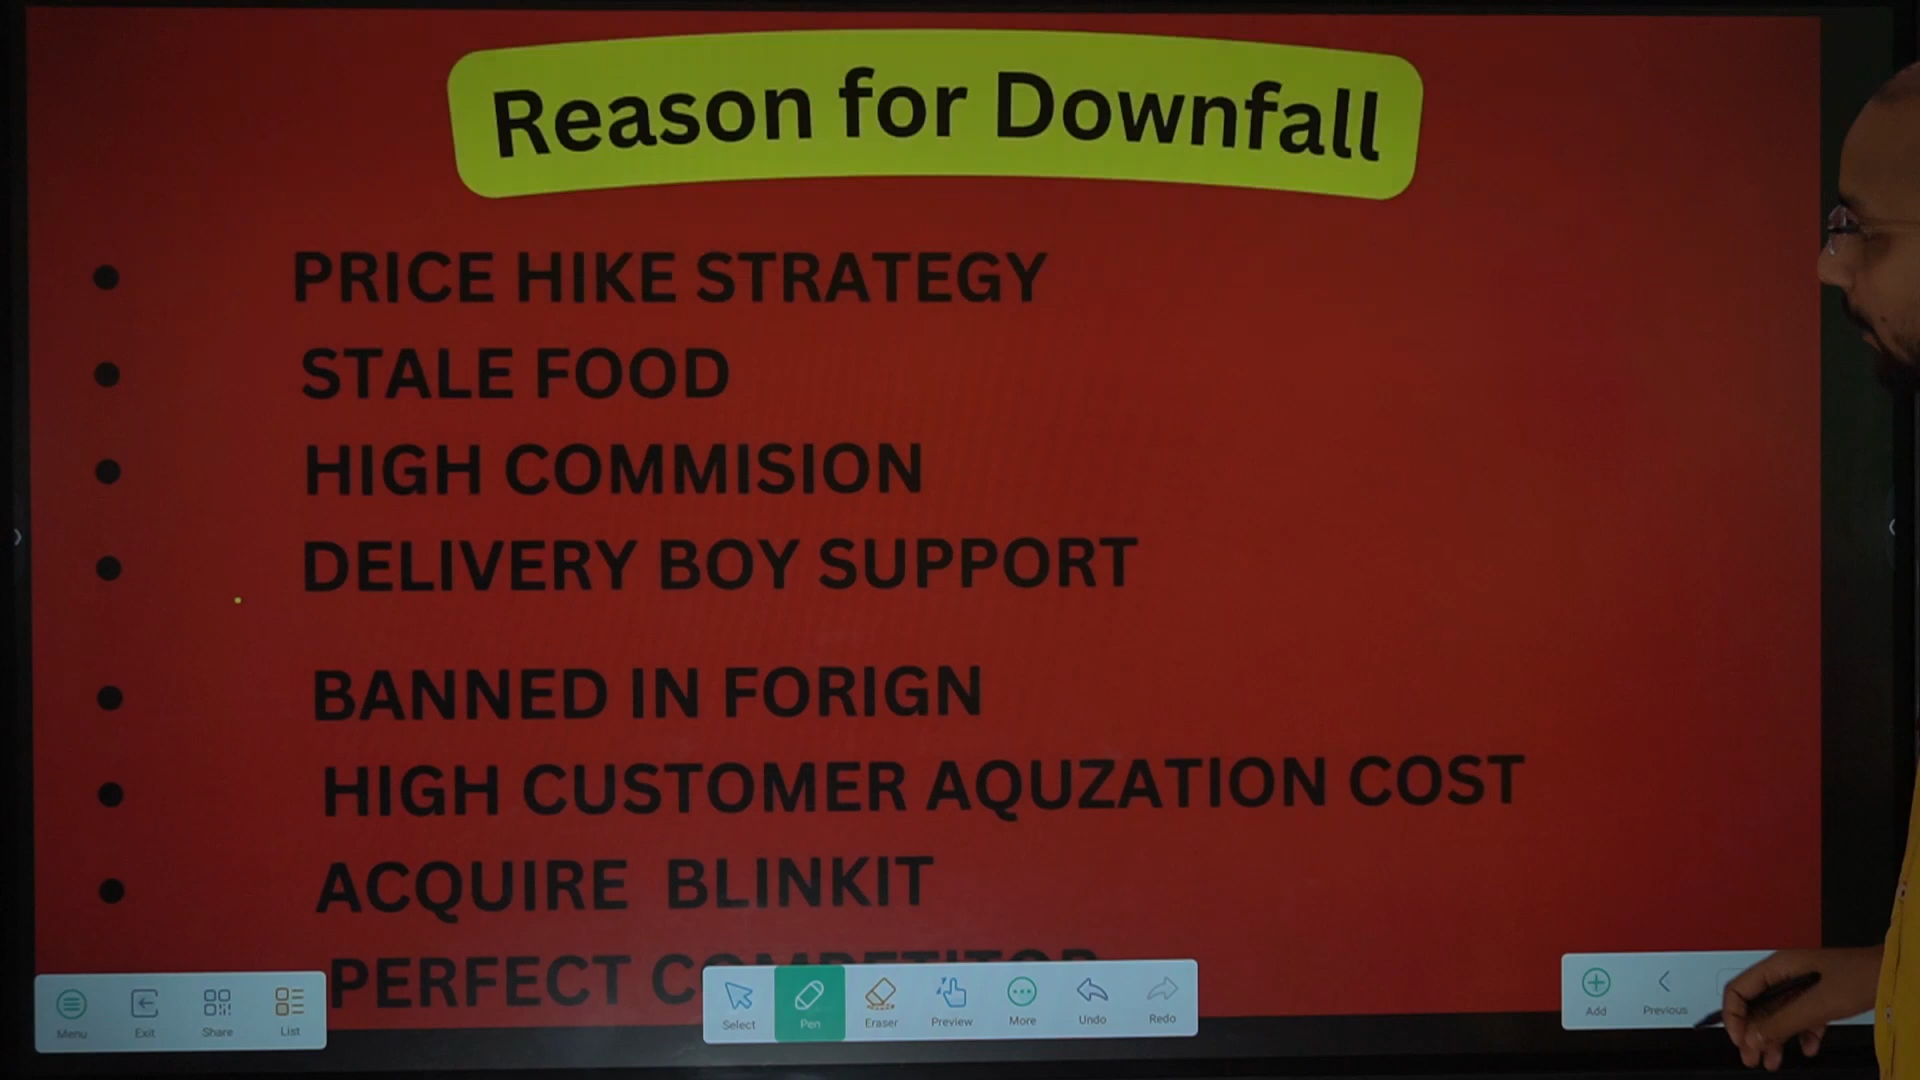 Reason for Downfall
PRICE HIKE STRATEGY
STALE FOOD
HIGH COMMISION
DELIVERY BOY SUPPORT
BANNED IN FORIGN
HIGH CUSTOMER AQUZATION COST
ACQUIRE BLINKIT
PERFECT COMPETITOR
Menu Exit Share List Select Pen Eraser Preview More Undo Redo Add Previous